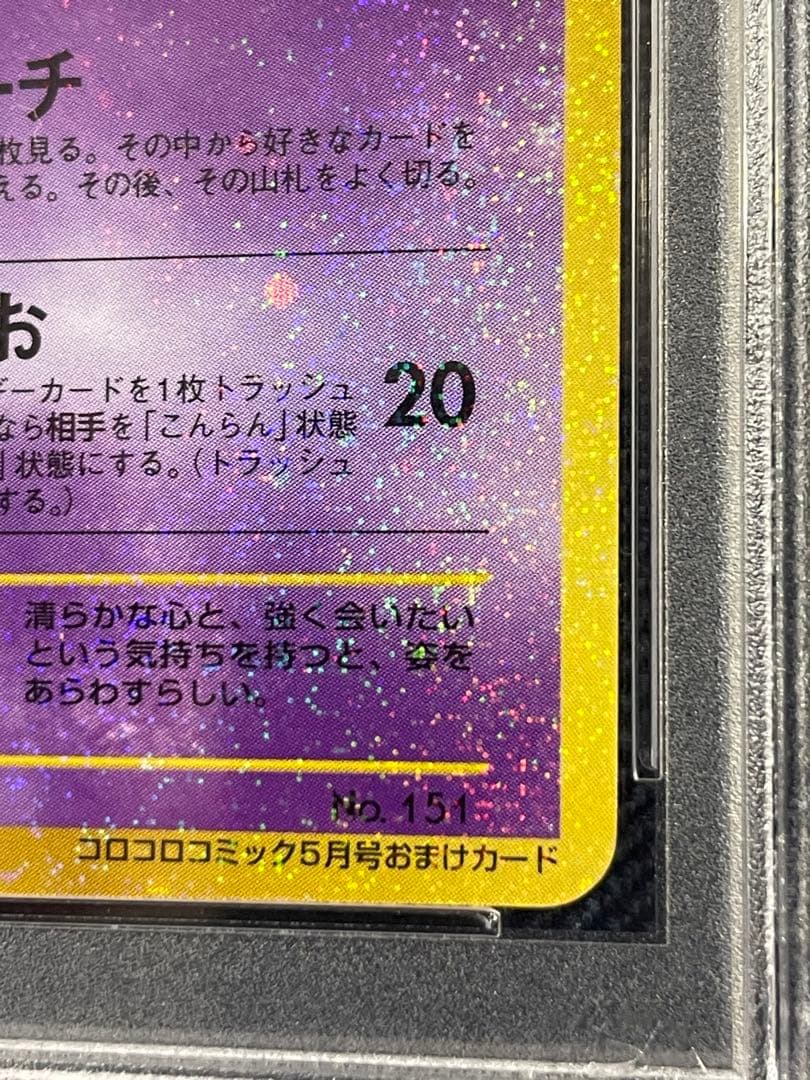 ーチ
枚見る。その中から好きなカードを
える。その後、その山札をよく切る。
お
ギーカードを1枚トラッシュ
なら相手を「こんらん」状態
」状態にする。(トラッシュ
する。)
20
清らかな心と、強く会いたい
という気持ちを持つと、姿を
あらわすらしい。
No. 151
コロコロコミック5月号おまけカード